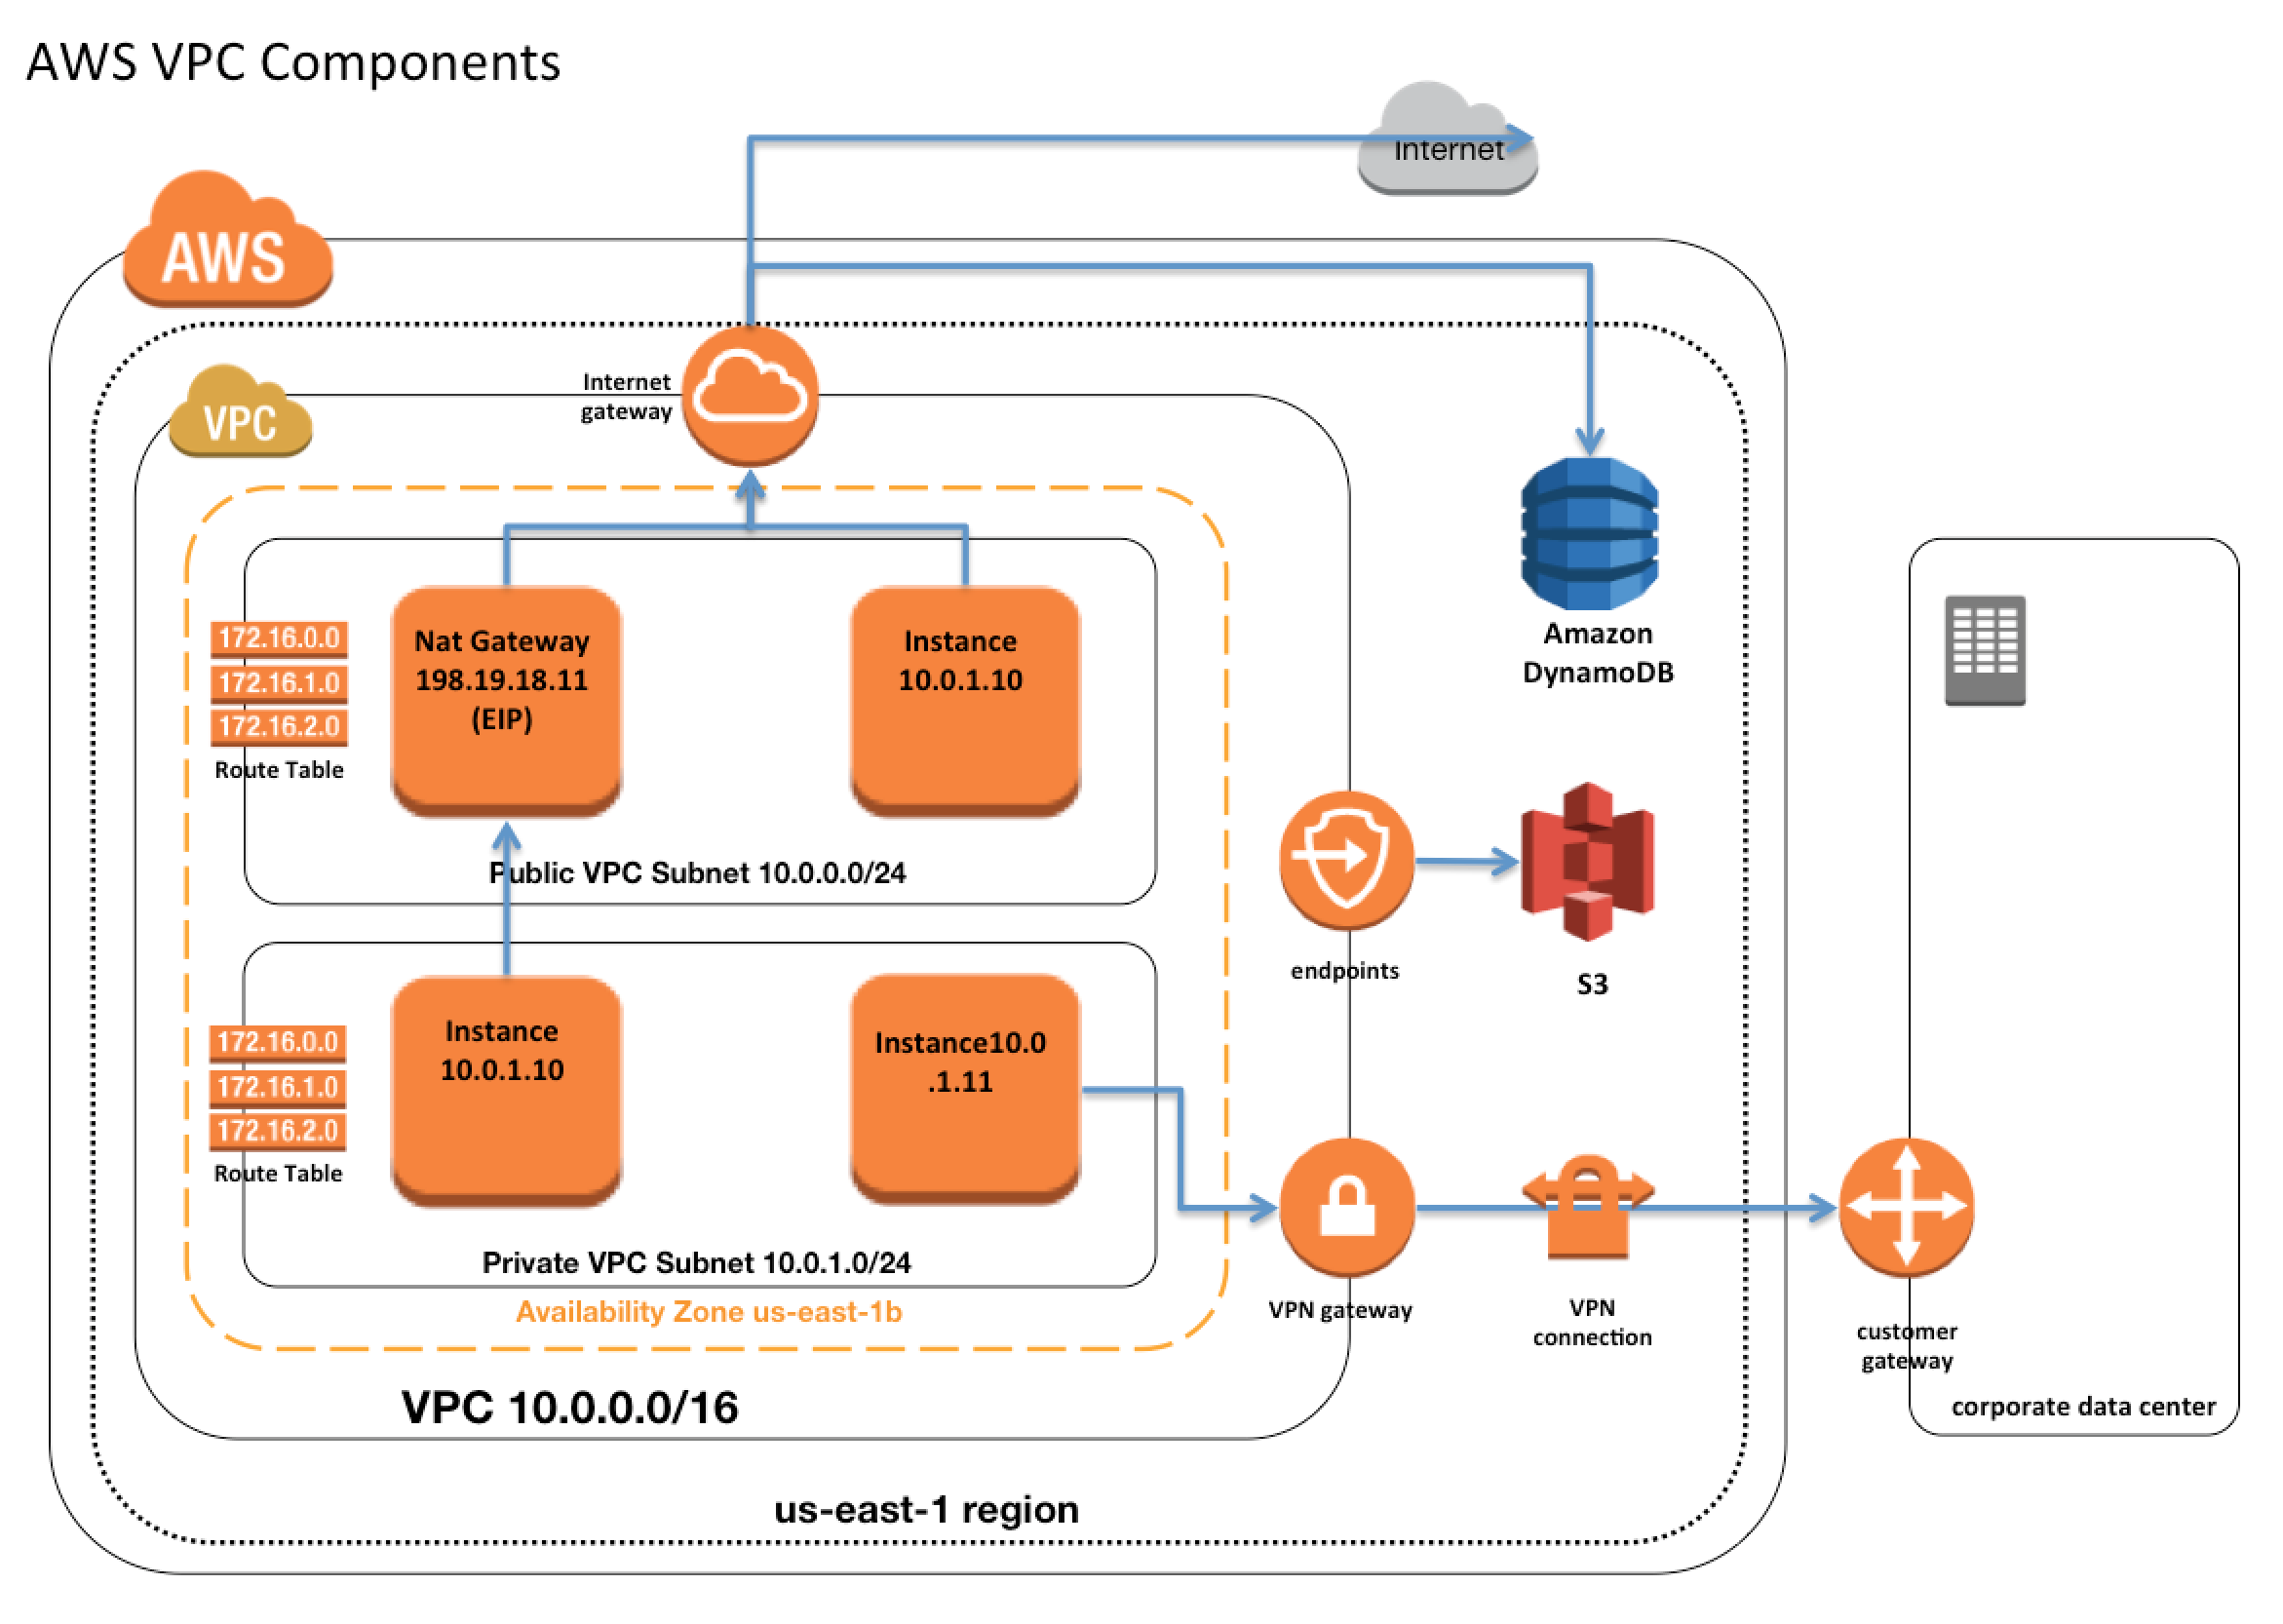 AWS VPC Components
Internet
AWS
VPC
Internet
gateway
172.16.0.0
172.16.1.0
172.16.2.0
Route Table
Nat Gateway
198.19.18.11
(EIP)
Instance
10.0.1.10
Public VPC Subnet 10.0.0.0/24
Amazon
DynamoDB
endpoints
S3
172.16.0.0
172.16.1.0
172.16.2.0
Route Table
Instance
10.0.1.10
Instance10.0
.1.11
Private VPC Subnet 10.0.1.0/24
Availability Zone us-east-1b
VPN gateway
VPN
connection
customer
gateway
corporate data center
VPC 10.0.0.0/16
us-east-1 region